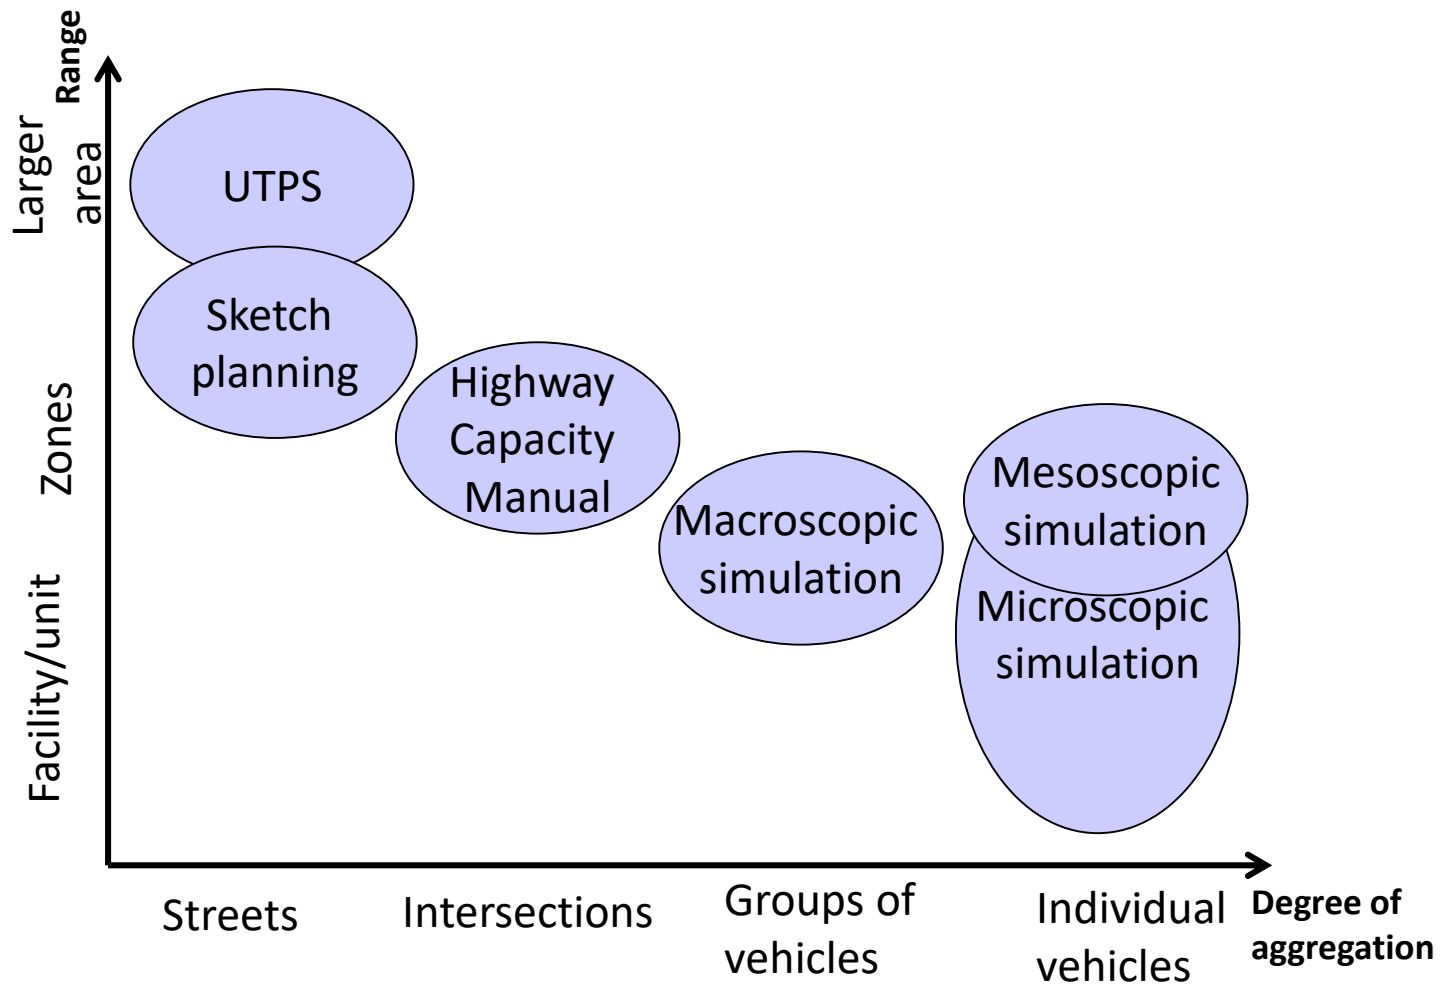 Range
Larger
area
Zones
Facility/unit
UTPS
Sketch
planning
Highway
Capacity
Manual
Macroscopic
simulation
Mesoscopic
simulation
Microscopic
simulation
Streets
Intersections
Groups of
vehicles
Individual
vehicles
Degree of
aggregation